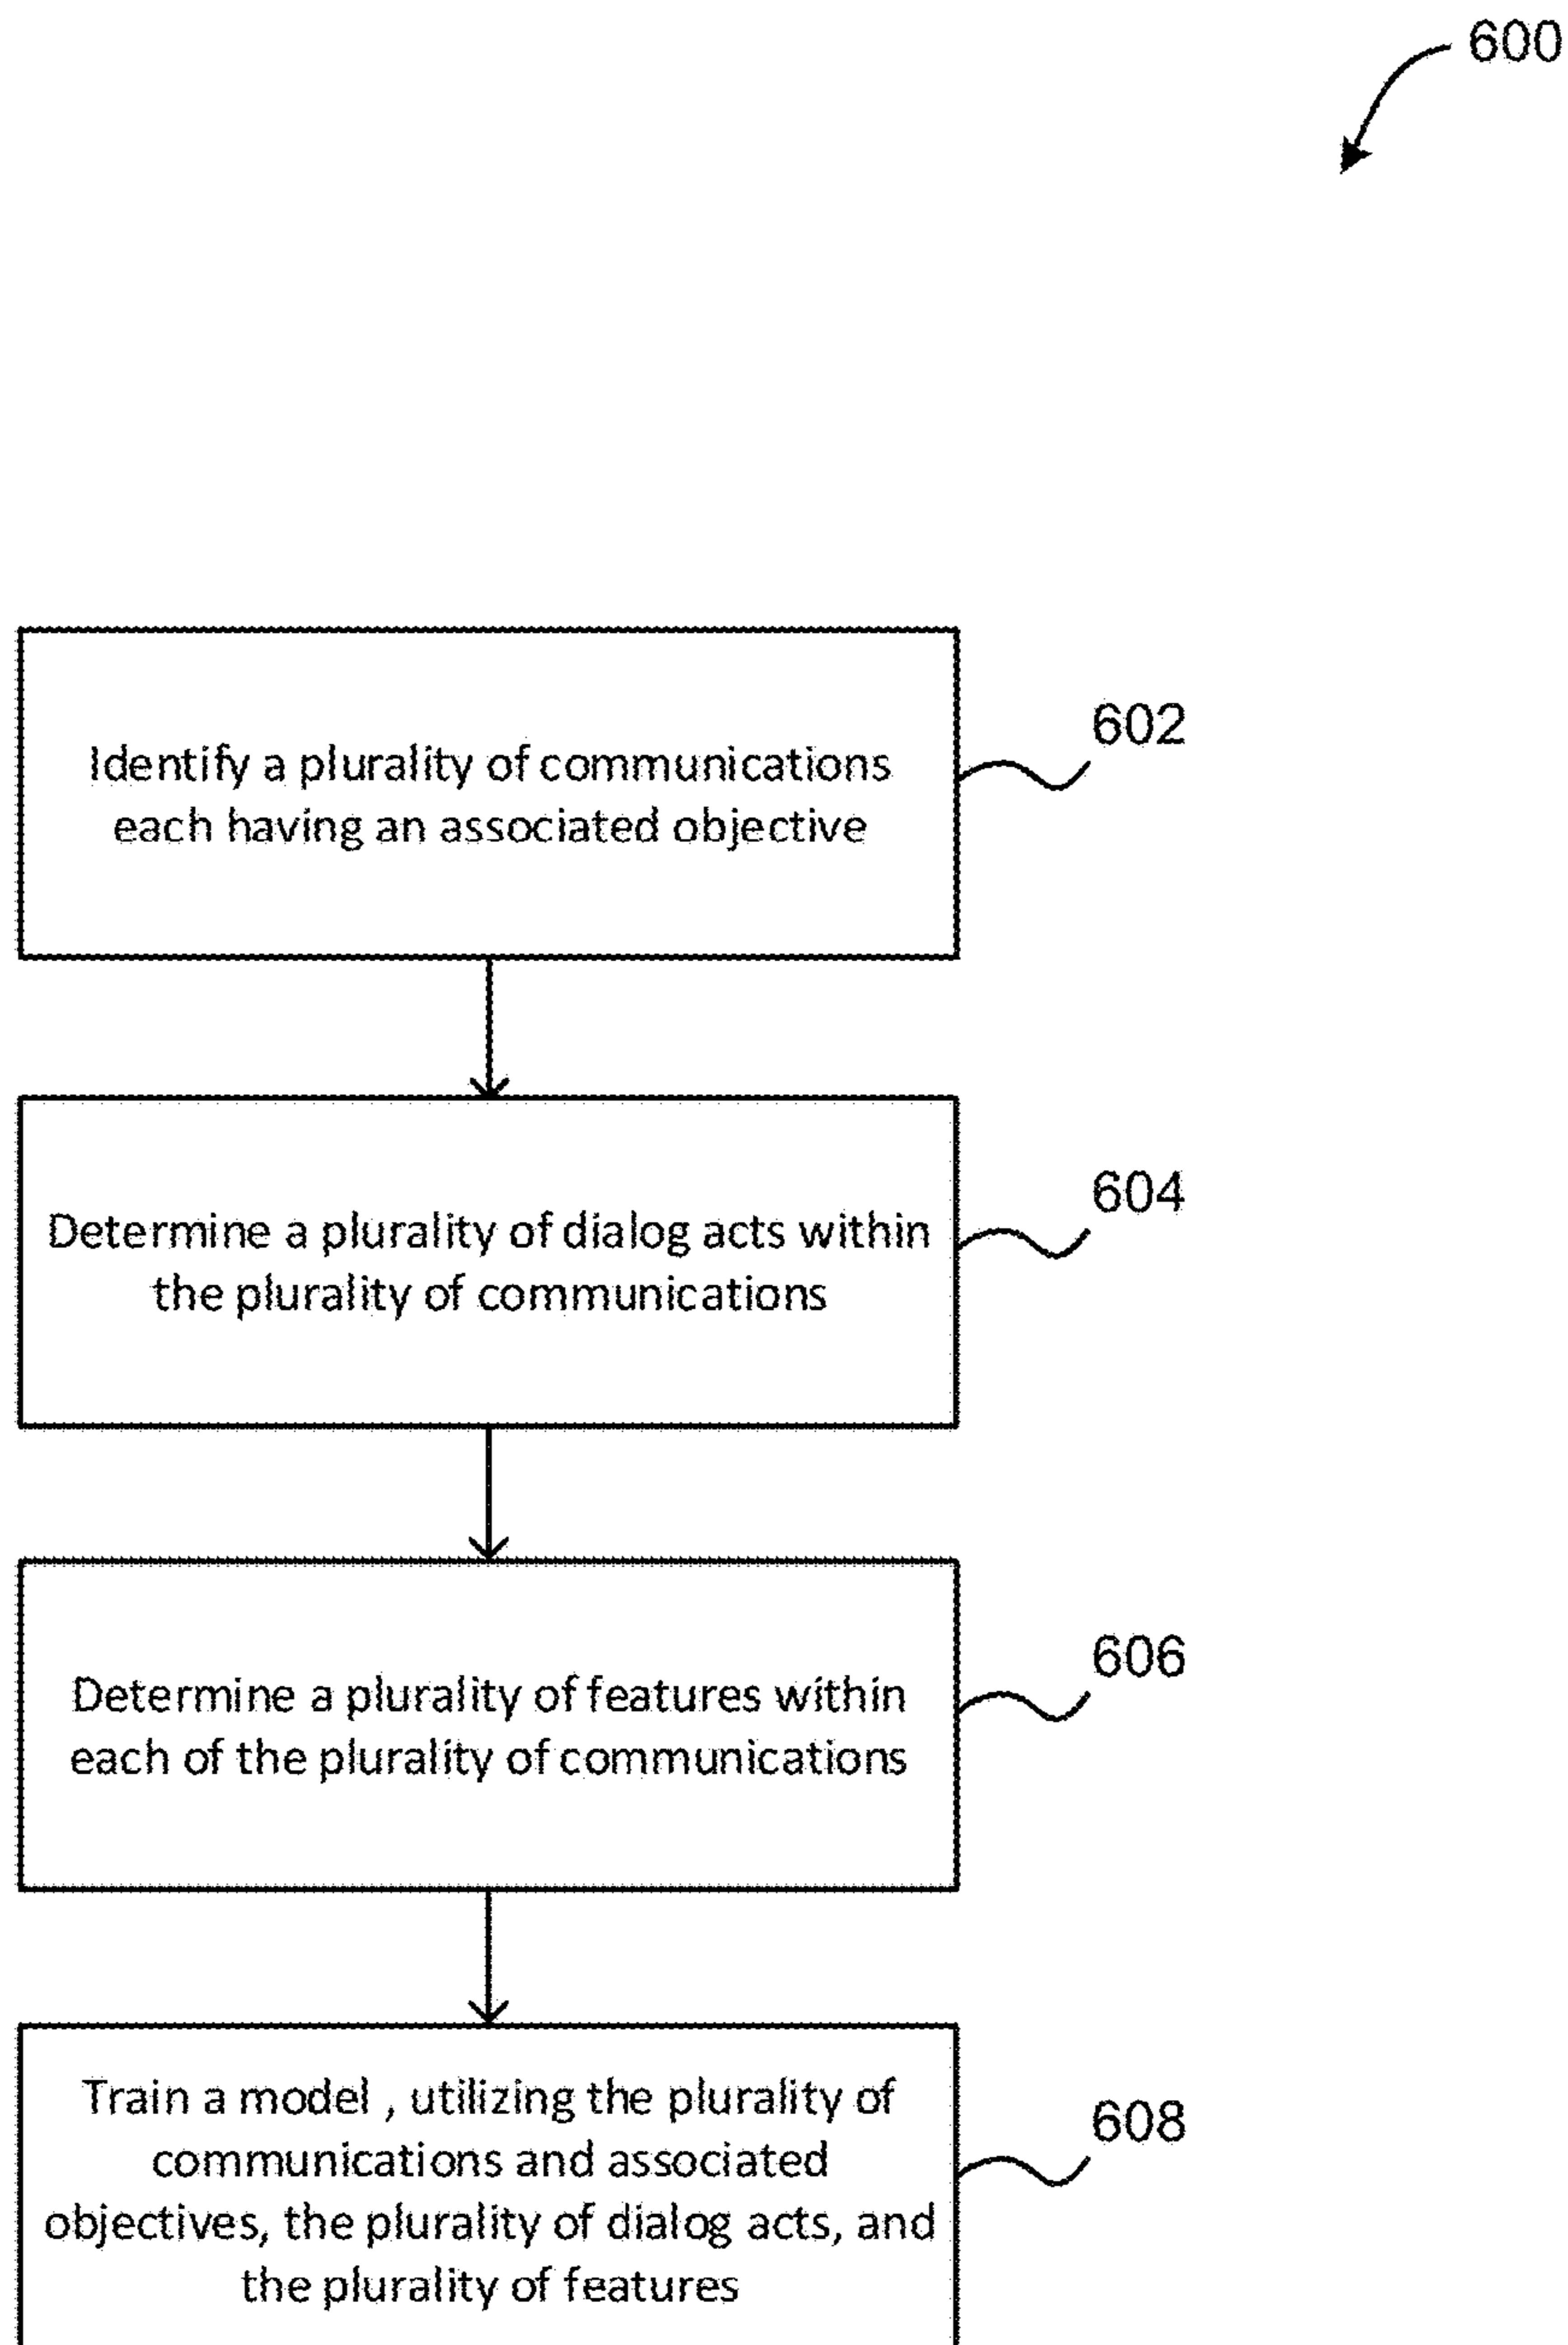 600
Identify a plurality of communications
each having an associated objective
602
Determine a plurality of dialog acts within
the plurality of communications
604
Determine a plurality of features within
each of the plurality of communications
606
Train a model , utilizing the plurality of
communications and associated
objectives, the plurality of dialog acts, and
the plurality of features
608